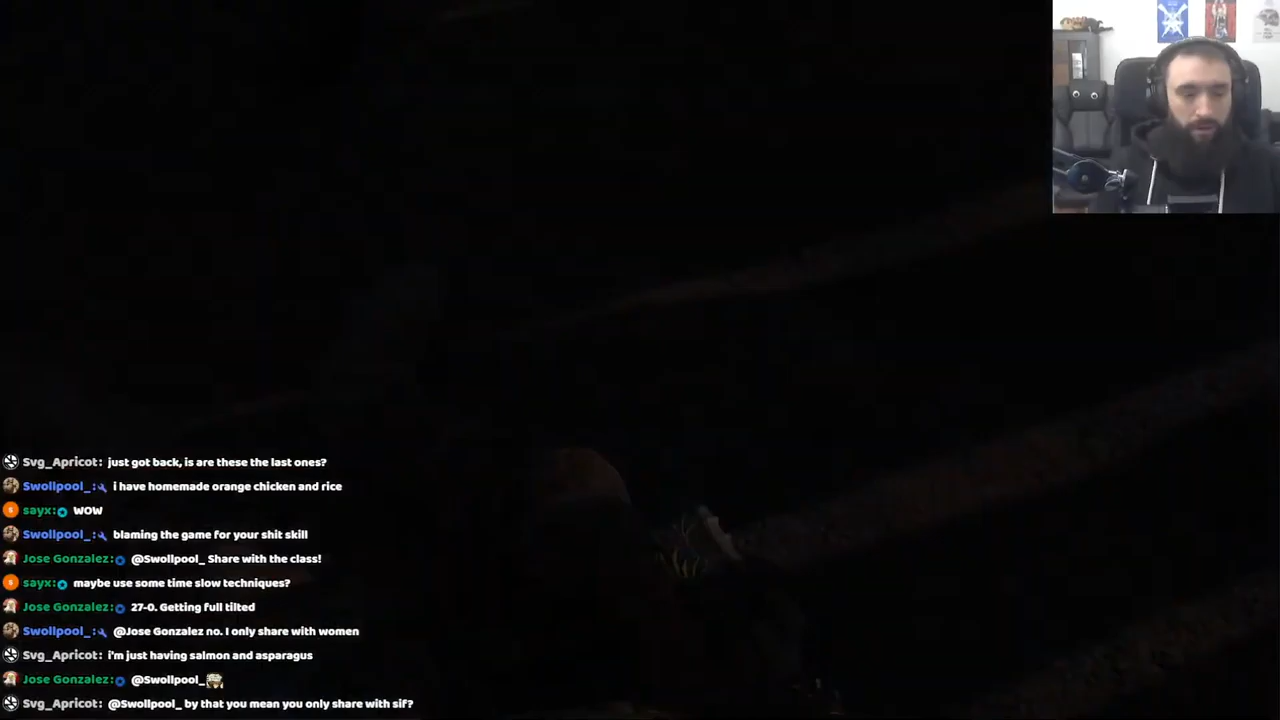 Svg_Apricot: just got back, is are these the last ones?
Swollpool_: i have homemade orange chicken and rice
sayx: WOW
Swollpool_: blaming the game for your shit skill
Jose Gonzalez: @Swollpool_ Share with the class!
sayx: maybe use some time slow techniques?
Jose Gonzalez: 27-0. Getting full tilted
Swollpool_: @Jose Gonzalez no. I only share with women
Svg_Apricot: i'm just having salmon and asparagus
Jose Gonzalez: @Swollpool_
Svg_Apricot: @Swollpool_ by that you mean you only share with sif?